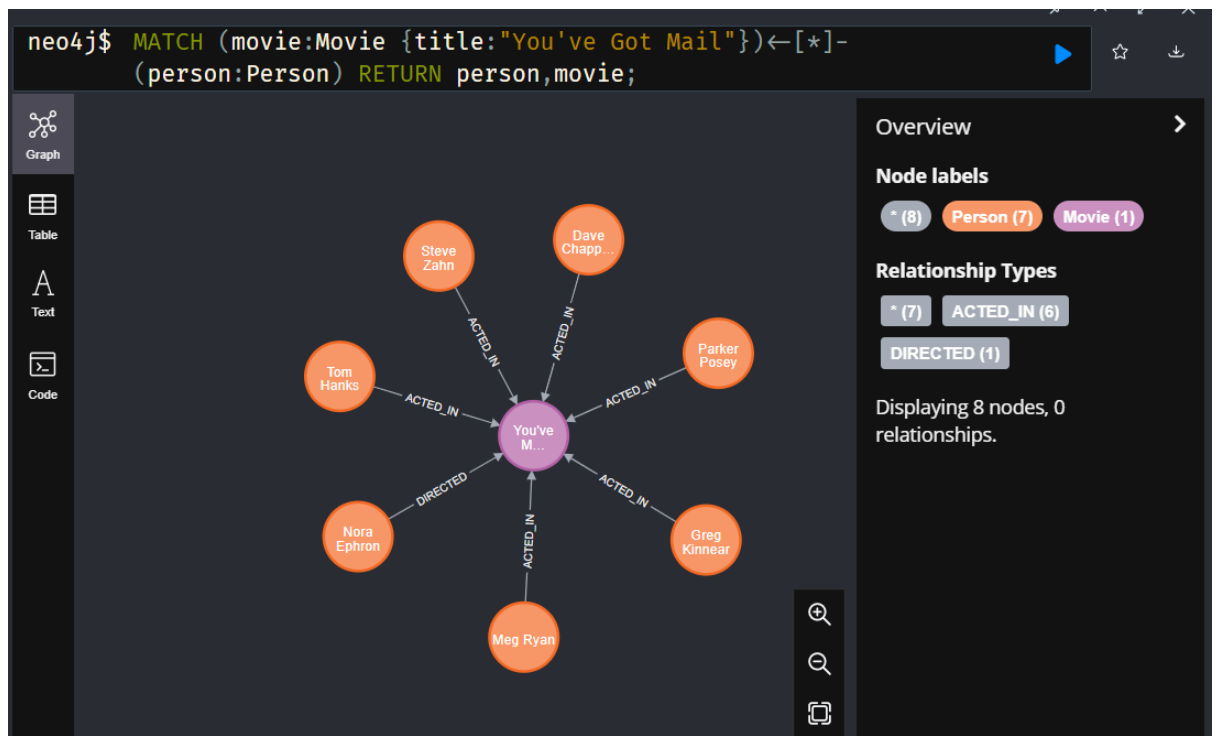 neo4j$ MATCH (movie:Movie {title:"You've Got Mail"})<-[*]-
(person:Person) RETURN person,movie;
Graph
Table
Text
Code
Steve
Zahn
Dave
Chapp...
Parker
Posey
Tom
Hanks
You've
M...
Nora
Ephron
Greg
Kinnear
Meg Ryan
ACTED_IN
ACTED_IN
ACTED_IN
ACTED_IN
DIRECTED
ACTED_IN
ACTED_IN
Overview
Node labels
* (8) Person (7) Movie (1)
Relationship Types
* (7) ACTED_IN (6)
DIRECTED (1)
Displaying 8 nodes, 0
relationships.